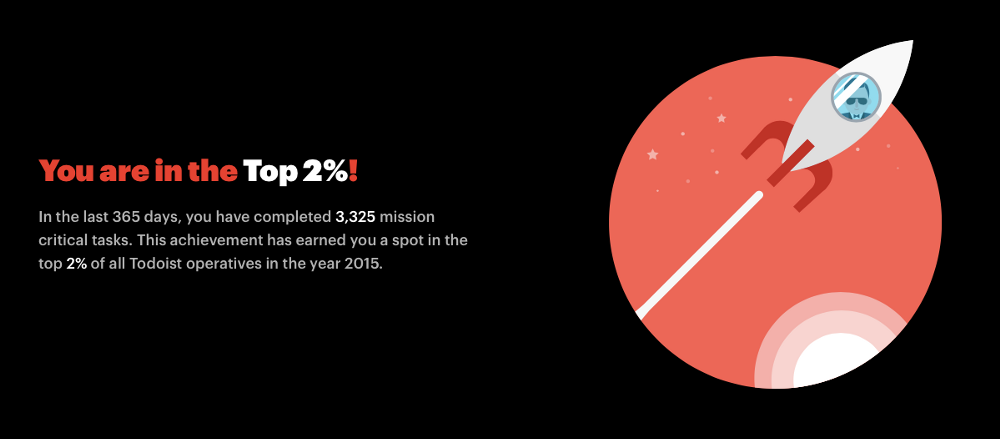 You are in the Top 2%!
In the last 365 days, you have completed 3,325 mission
critical tasks. This achievement has earned you a spot in the
top 2% of all Todoist operatives in the year 2015.